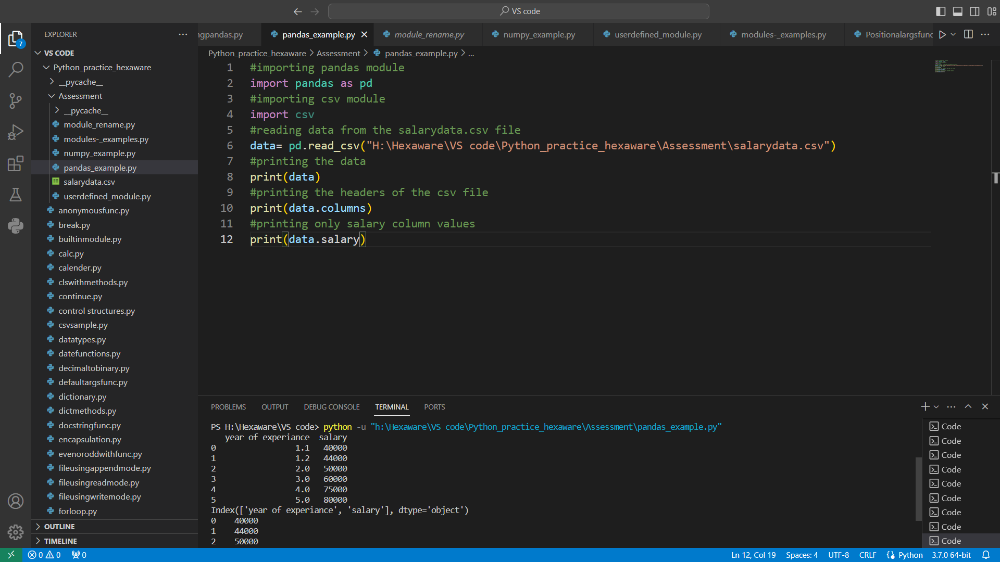 VS code
EXPLORER
7
VS CODE
Python_practice_hexaware
__pycache__
Assessment
__pycache__
module_rename.py
modules-_examples.py
numpy_example.py
pandas_example.py
salarydata.csv
userdefined_module.py
anonymousfunc.py
break.py
builtinmodule.py
calc.py
calender.py
clswithmethods.py
continue.py
control structures.py
csvsample.py
datatypes.py
datefunctions.py
decimaltobinary.py
defaultargsfunc.py
dictionary.py
dictmethods.py
docstringfunc.py
encapsulation.py
evenoroddwithfunc.py
fileusingappendmode.py
fileusingreadmode.py
fileusingwritemode.py
forloop.py
OUTLINE
TIMELINE
ngpandas.py
pandas_example.py
module_rename.py
numpy_example.py
userdefined_module.py
modules-_examples.py
Positionalargsfunc
Python_practice_hexaware > Assessment > pandas_example.py > ...
1 #importing pandas module
2 import pandas as pd
3 #importing csv module
4 import csv
5 #reading data from the salarydata.csv file
6 data= pd.read_csv("H:\Hexaware\VS code\Python_practice_hexaware\Assessment\salarydata.csv")
7 #printing the data
8 print(data)
9 #printing the headers of the csv file
10 print(data.columns)
11 #printing only salary column values
12 print(data.salary)
PROBLEMS OUTPUT DEBUG CONSOLE TERMINAL PORTS
PS H:\Hexaware\VS code> python -u "h:\Hexaware\VS code\Python_practice_hexaware\Assessment\pandas_example.py"
year of experiance salary
0 1.1 40000
1 1.2 44000
2 2.0 50000
3 3.0 60000
4 4.0 75000
5 5.0 80000
Index(['year of experiance', 'salary'], dtype='object')
0 40000
1 44000
2 50000
Code
Code
Code
Code
Code
Code
Code
Code
Code
0 0 0 Ln 12, Col 19 Spaces: 4 UTF-8 CRLF Python 3.7.0 64-bit